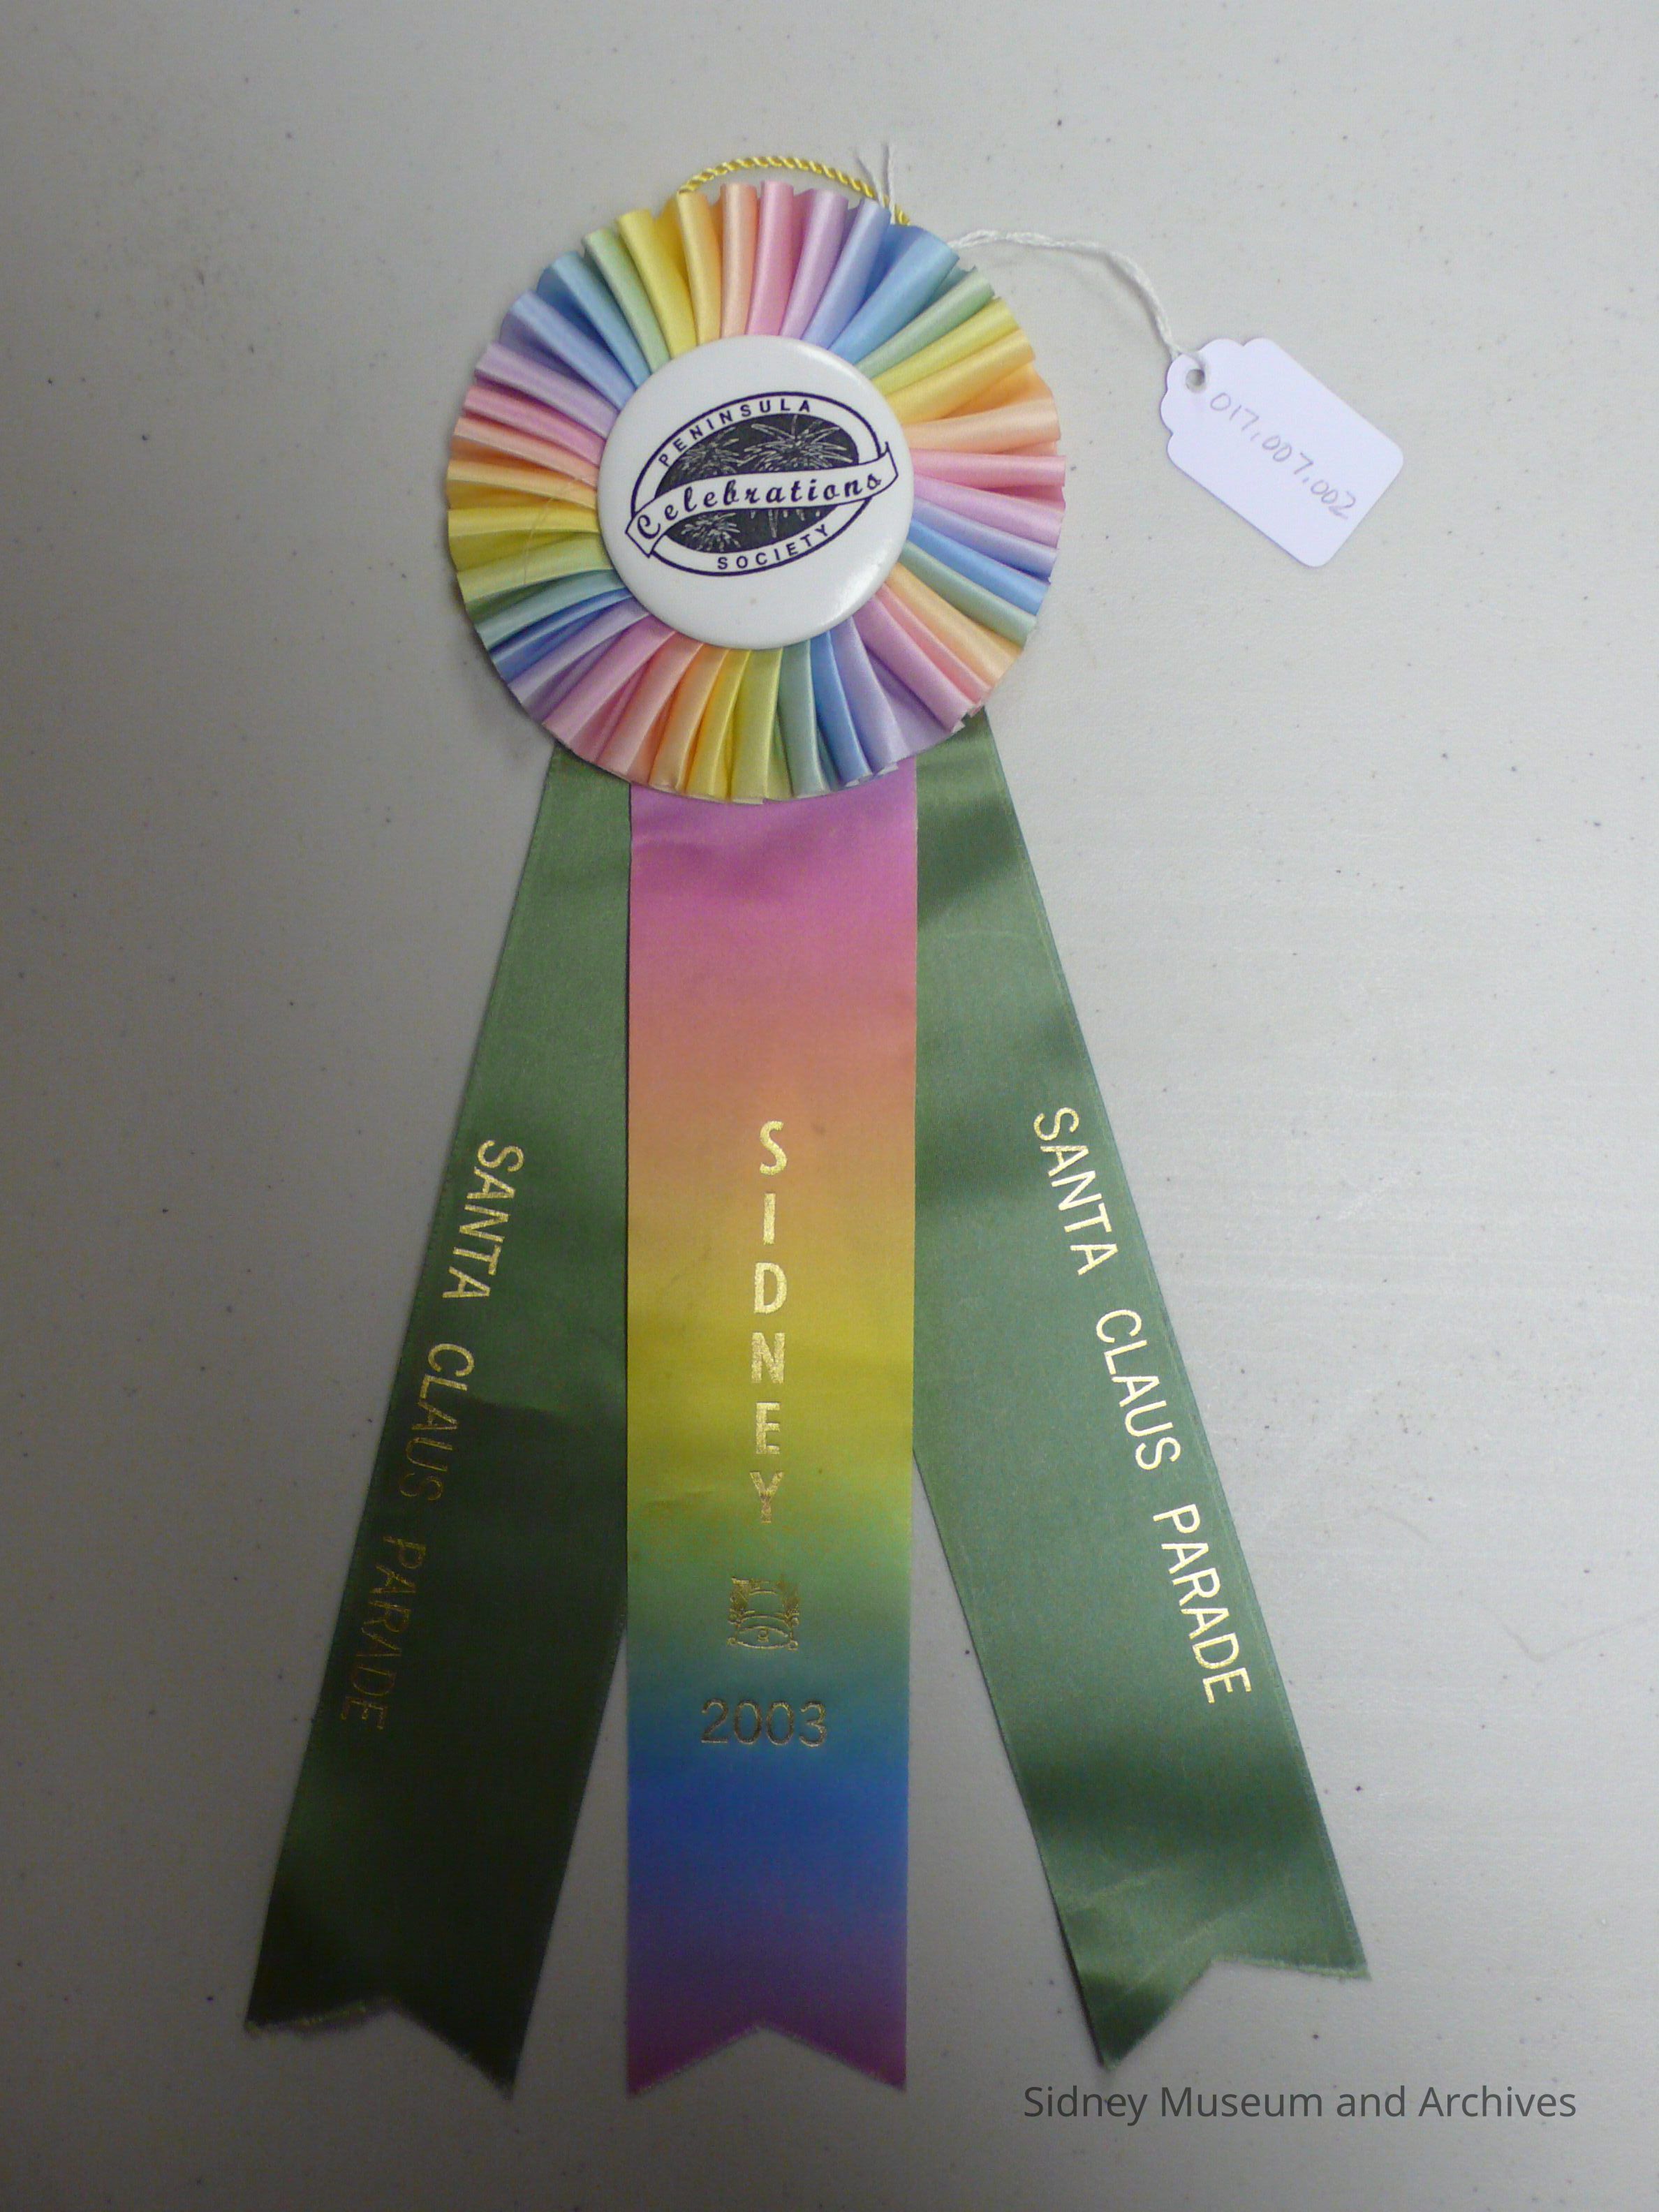 PENINSULA
Celebrations
SOCIETY
017.007.002
SANTA CLAUS PARADE
SIDNEY
2003
SANTA CLAUS PARADE
Sidney Museum and Archives